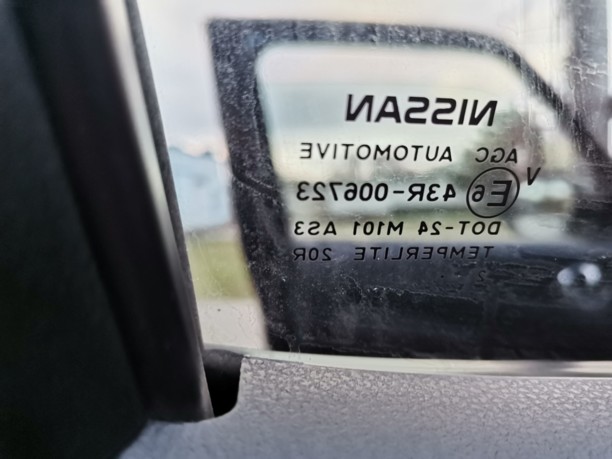 NISSAN
AGC AUTOMOTIVE
V
E6 43R-006723
DOT-24 M101 AS3
TEMPERLITE 20R